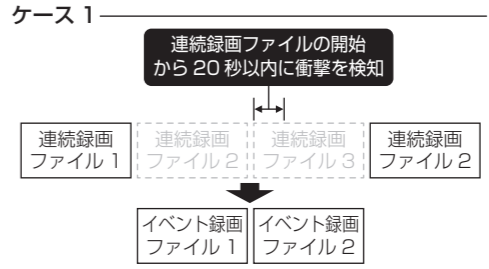 ケース 1
連続録画ファイルの開始
から 20 秒以内に衝撃を検知
連続録画
ファイル 1
連続録画
ファイル 2
連続録画
ファイル 3
連続録画
ファイル 2
イベント録画
ファイル 1
イベント録画
ファイル 2